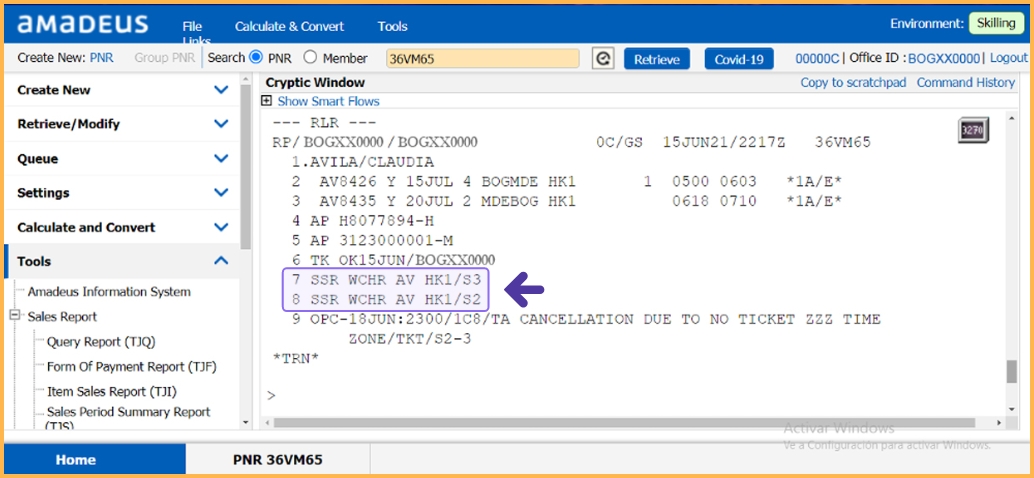 aMaDEUS
File
Links
Calculate & Convert
Tools
Environment: Skilling
Create New: PNR
Group PNR
Search
PNR
Member
36VM65
Retrieve
Covid-19
00000C| Office ID :BOGXX0000| Logout
Create New
Retrieve/Modify
Queue
Settings
Calculate and Convert
Tools
Amadeus Information System
Sales Report
Query Report (TJQ)
Form Of Payment Report (TJF)
Item Sales Report (TJI)
Sales Period Summary Report
(TJS)
Cryptic Window
Copy to scratchpad
Command History
Show Smart Flows
3270
--- RLR ---
RP/BOGXX0000/BOGXX0000 0C/GS 15JUN21/2217Z 36VM65
1.AVILA/CLAUDIA
2 AV8426 Y 15JUL 4 BOGMDE HK1 1 0500 0603 *1A/E*
3 AV8435 Y 20JUL 2 MDEBOG HK1 0618 0710 *1A/E*
4 AP H8077894-H
5 AP 3123000001-M
6 TK OK15JUN/BOGXX0000
7 SSR WCHR AV HK1/S3
8 SSR WCHR AV HK1/S2
9 OPC-18JUN:2300/1C8/TA CANCELLATION DUE TO NO TICKET ZZZ TIME
ZONE/TKT/S2-3
*TRN*
>
Activar Windows
Ve a Configuración para activar Windows.
Home
PNR 36VM65